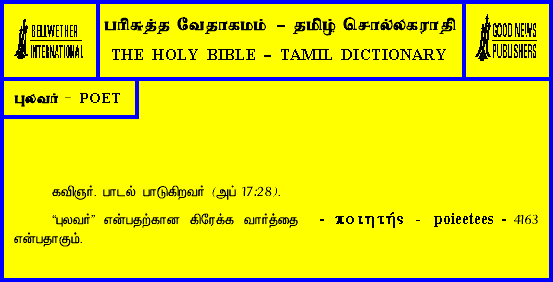 BELLWETHER
INTERNATIONAL
பரிசுத்த வேதாகமம் – தமிழ் சொல்லகராதி
THE HOLY BIBLE – TAMIL DICTIONARY
GOOD NEWS
PUBLISHERS
புலவர் – POET
கவிஞர். பாடல் பாடுகிறவர் (அப் 17:28).
“புலவர்” என்பதற்கான கிரேக்க வார்த்தை - ποιητής - poieetees - 4163
என்பதாகும்.